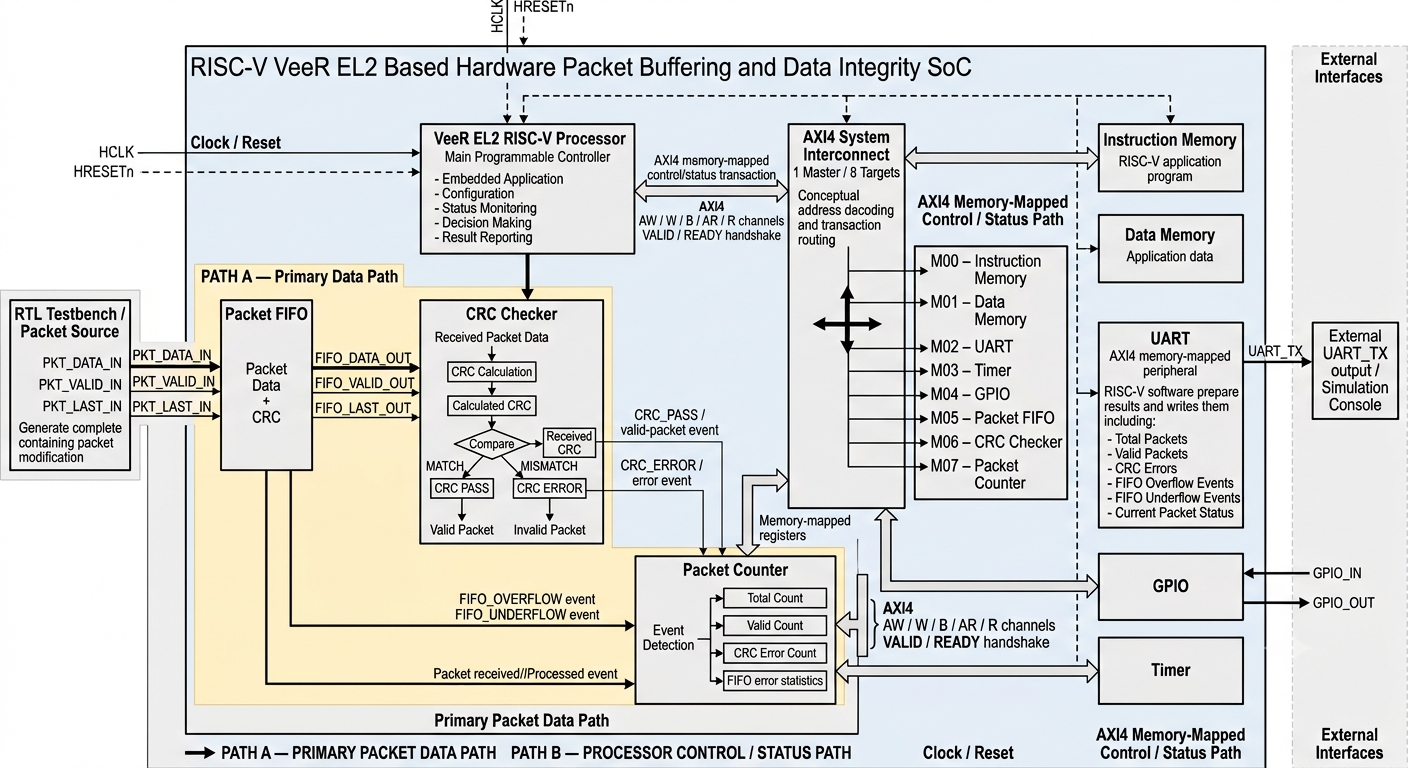 HCLK
HRESETn
RISC-V VeeR EL2 Based Hardware Packet Buffering and Data Integrity SoC
External
Interfaces
Clock / Reset
HCLK
HRESETn
VeeR EL2 RISC-V Processor
Main Programmable Controller
- Embedded Application
- Configuration
- Status Monitoring
- Decision Making
- Result Reporting
AXI4 memory-mapped
control/status transaction
AXI4
AW / W / B / AR / R channels
VALID / READY handshake
AXI4 System
Interconnect
1 Master / 8 Targets
Conceptual
address decoding
and transaction
routing
AXI4 Memory-Mapped
Control / Status Path
M00 – Instruction
Memory
M01 – Data
Memory
M02 – UART
M03 – Timer
M04 – GPIO
M05 – Packet FIFO
M06 – CRC Checker
M07 – Packet
Counter
Instruction Memory
RISC-V application
program
Data Memory
Application data
UART
AXI4 memory-mapped
peripheral
RISC-V software prepare
results and writes them
including:
- Total Packets
- Valid Packets
- CRC Errors
- FIFO Overflow Events
- FIFO Underflow Events
- Current Packet Status
UART_TX
External
UART_TX
output /
Simulation
Console
PATH A — Primary Data Path
RTL Testbench /
Packet Source
PKT_DATA_IN
PKT_VALID_IN
PKT_LAST_IN
Generate complete
containing packet
modification
PKT_DATA_IN
PKT_VALID_IN
PKT_LAST_IN
Packet FIFO
Packet
Data
+
CRC
FIFO_DATA_OUT
FIFO_VALID_OUT
FIFO_LAST_OUT
CRC Checker
Received Packet Data
CRC Calculation
Calculated CRC
Compare
Received
CRC
MATCH
MISMATCH
CRC PASS
CRC ERROR
Valid Packet
Invalid Packet
CRC_PASS /
valid-packet event
CRC_ERROR /
error event
Memory-mapped
registers
Packet Counter
Event
Detection
Total Count
Valid Count
CRC Error Count
FIFO error statistics
FIFO_OVERFLOW event
FIFO_UNDERFLOW event
Packet received//Processed event
AXI4
AW / W / B / AR / R channels
VALID / READY handshake
GPIO
GPIO_IN
GPIO_OUT
Timer
Primary Packet Data Path
PATH A — PRIMARY PACKET DATA PATH
PATH B — PROCESSOR CONTROL / STATUS PATH
Clock / Reset
AXI4 Memory-Mapped
Control / Status Path
External
Interfaces